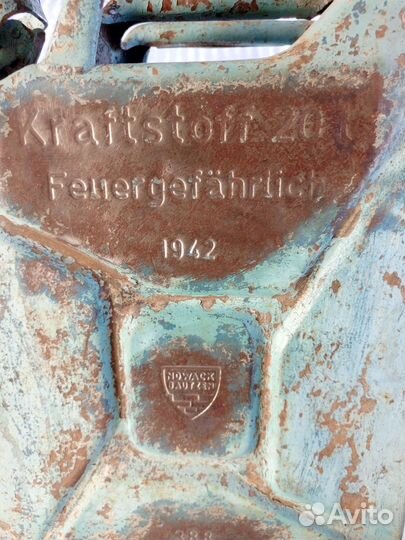 Kraftstoff 20 l
Feuergefährlich
1942
NOWACK
BAUTZEN
Avito